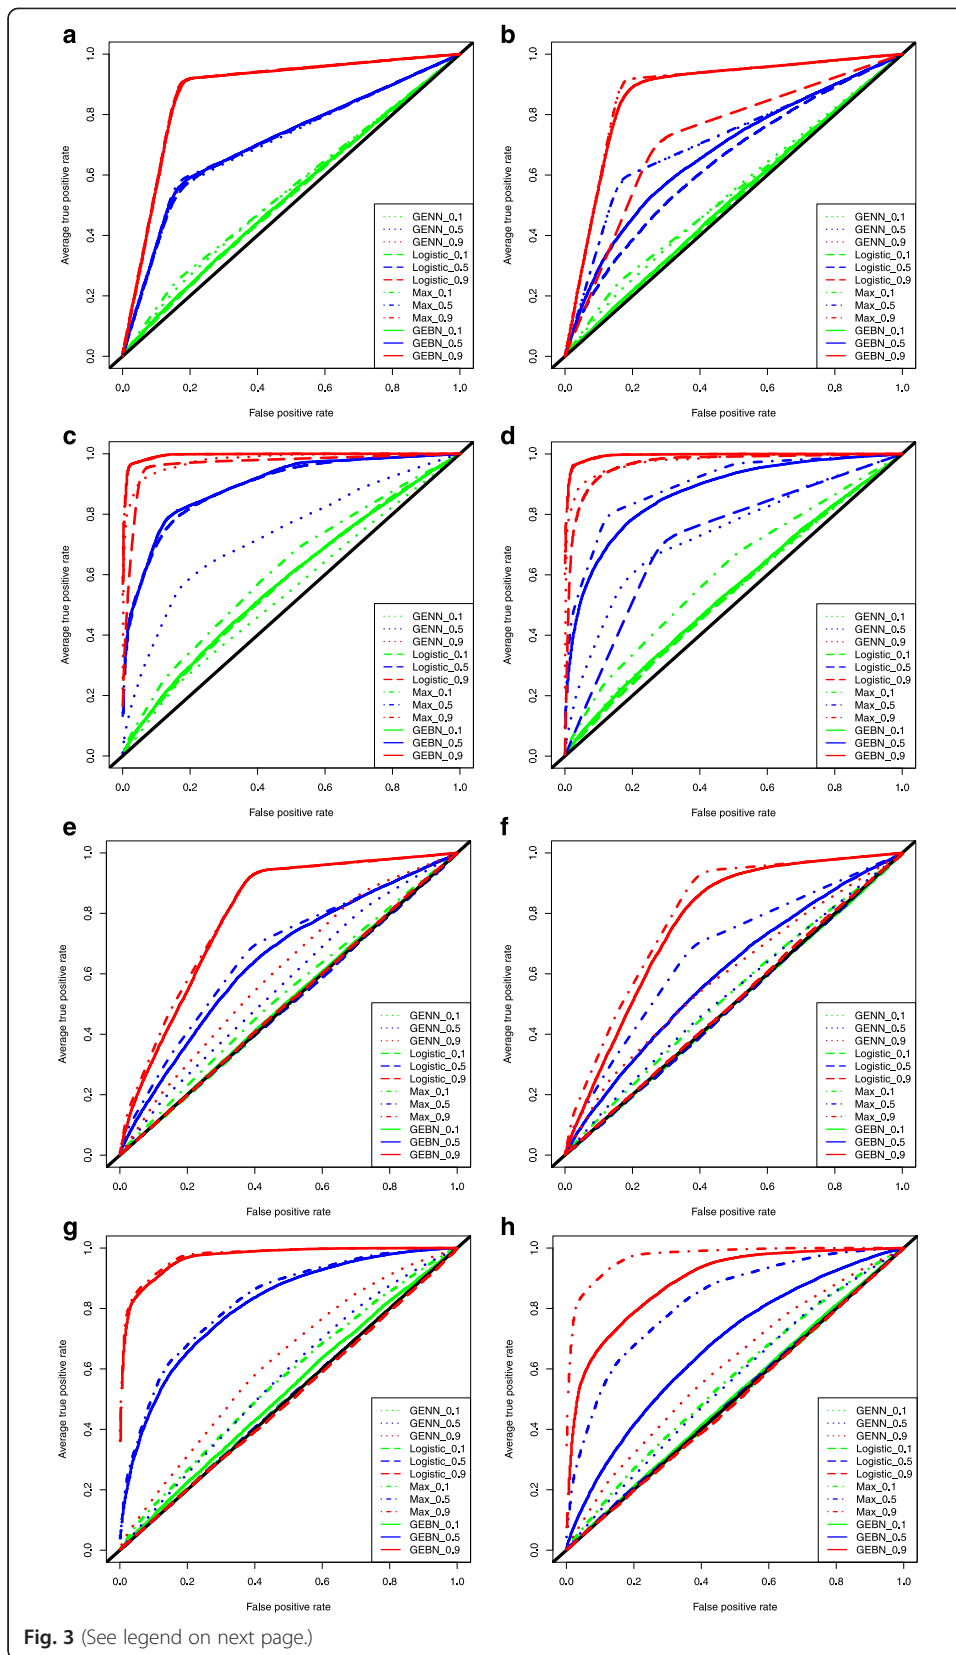 a
1.0
0.8
0.6
0.4
0.2
0.0
Average true positive rate
GENN_0.1
GENN_0.5
GENN_0.9
Logistic_0.1
Logistic_0.5
Logistic_0.9
Max_0.1
Max_0.5
Max_0.9
GEBN_0.1
GEBN_0.5
GEBN_0.9
0.0 0.2 0.4 0.6 0.8 1.0
False positive rate
b
1.0
0.8
0.6
0.4
0.2
0.0
Average true positive rate
GENN_0.1
GENN_0.5
GENN_0.9
Logistic_0.1
Logistic_0.5
Logistic_0.9
Max_0.1
Max_0.5
Max_0.9
GEBN_0.1
GEBN_0.5
GEBN_0.9
0.0 0.2 0.4 0.6 0.8 1.0
False positive rate
c
1.0
0.8
0.6
0.4
0.2
0.0
Average true positive rate
GENN_0.1
GENN_0.5
GENN_0.9
Logistic_0.1
Logistic_0.5
Logistic_0.9
Max_0.1
Max_0.5
Max_0.9
GEBN_0.1
GEBN_0.5
GEBN_0.9
0.0 0.2 0.4 0.6 0.8 1.0
False positive rate
d
1.0
0.8
0.6
0.4
0.2
0.0
Average true positive rate
GENN_0.1
GENN_0.5
GENN_0.9
Logistic_0.1
Logistic_0.5
Logistic_0.9
Max_0.1
Max_0.5
Max_0.9
GEBN_0.1
GEBN_0.5
GEBN_0.9
0.0 0.2 0.4 0.6 0.8 1.0
False positive rate
e
1.0
0.8
0.6
0.4
0.2
0.0
Average true positive rate
GENN_0.1
GENN_0.5
GENN_0.9
Logistic_0.1
Logistic_0.5
Logistic_0.9
Max_0.1
Max_0.5
Max_0.9
GEBN_0.1
GEBN_0.5
GEBN_0.9
0.0 0.2 0.4 0.6 0.8 1.0
False positive rate
f
1.0
0.8
0.6
0.4
0.2
0.0
Average true positive rate
GENN_0.1
GENN_0.5
GENN_0.9
Logistic_0.1
Logistic_0.5
Logistic_0.9
Max_0.1
Max_0.5
Max_0.9
GEBN_0.1
GEBN_0.5
GEBN_0.9
0.0 0.2 0.4 0.6 0.8 1.0
False positive rate
g
1.0
0.8
0.6
0.4
0.2
0.0
Average true positive rate
GENN_0.1
GENN_0.5
GENN_0.9
Logistic_0.1
Logistic_0.5
Logistic_0.9
Max_0.1
Max_0.5
Max_0.9
GEBN_0.1
GEBN_0.5
GEBN_0.9
0.0 0.2 0.4 0.6 0.8 1.0
False positive rate
h
1.0
0.8
0.6
0.4
0.2
0.0
Average true positive rate
GENN_0.1
GENN_0.5
GENN_0.9
Logistic_0.1
Logistic_0.5
Logistic_0.9
Max_0.1
Max_0.5
Max_0.9
GEBN_0.1
GEBN_0.5
GEBN_0.9
0.0 0.2 0.4 0.6 0.8 1.0
False positive rate
Fig. 3 (See legend on next page.)